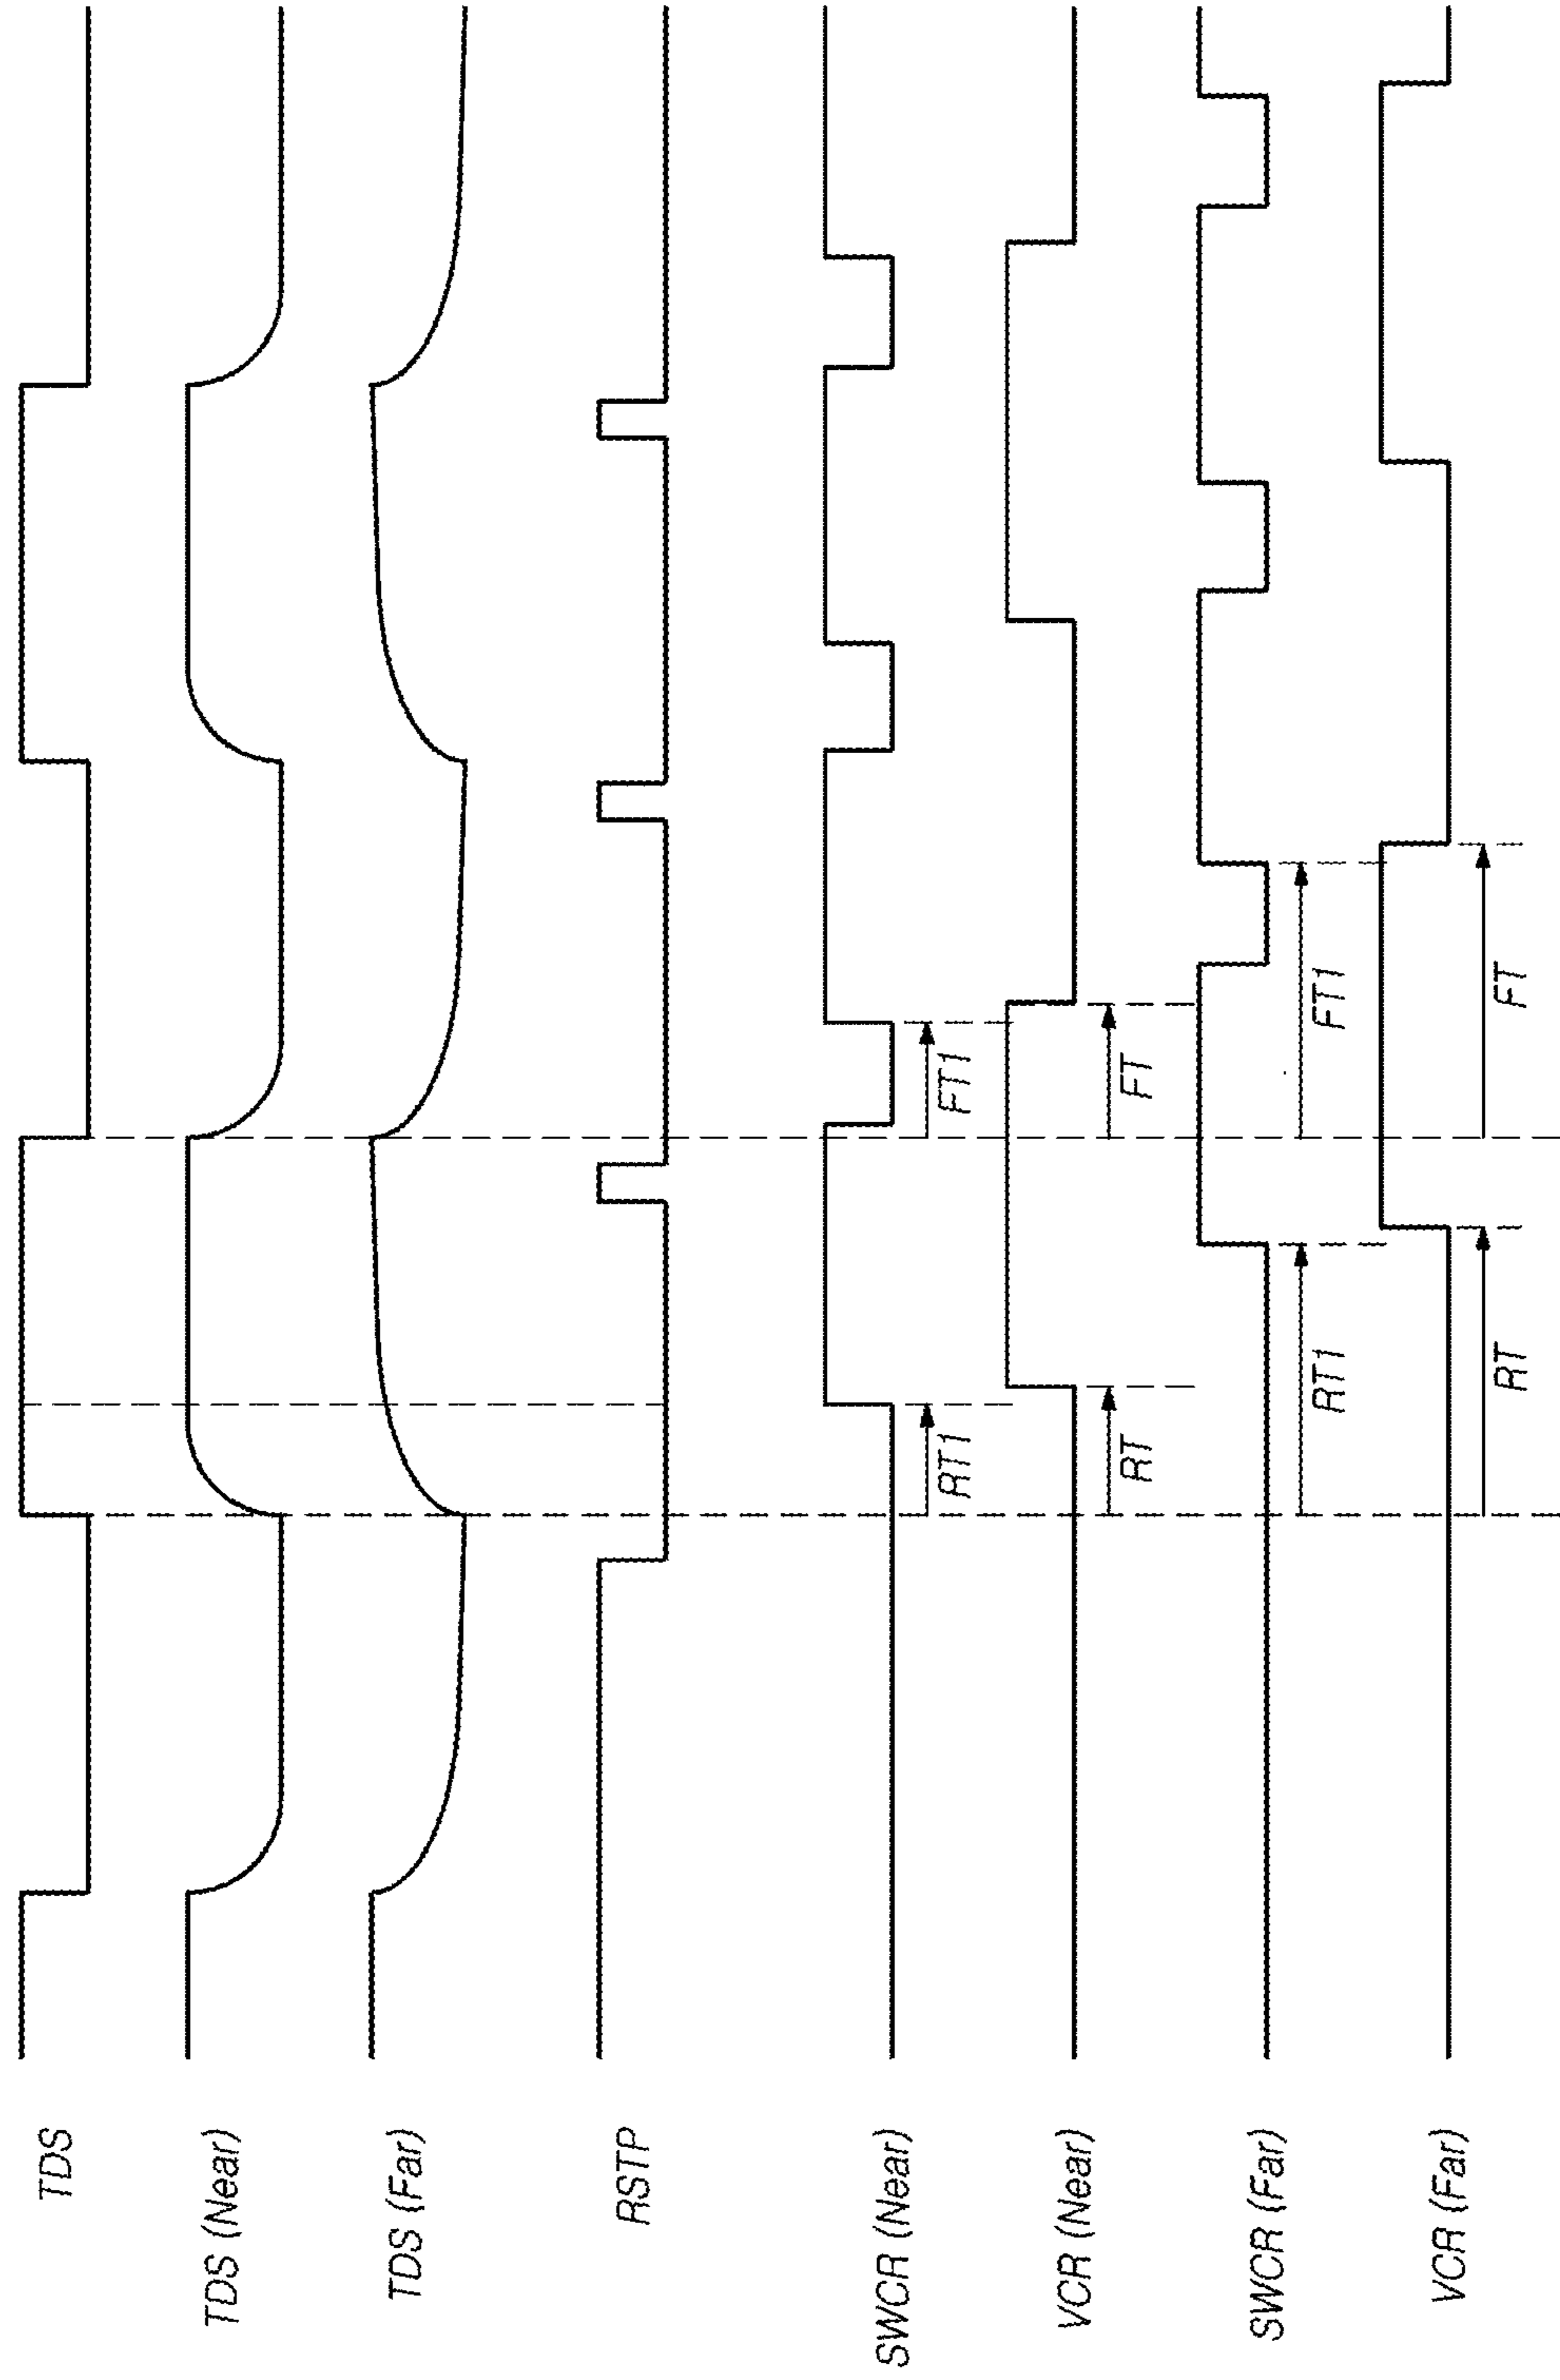 TDS
TDS (Near)
TDS (Far)
RSTP
SWCR (Near)
RT1
FT1
VCR (Near)
RT
FT
SWCR (Far)
RT1
FT1
VCR (Far)
RT
FT